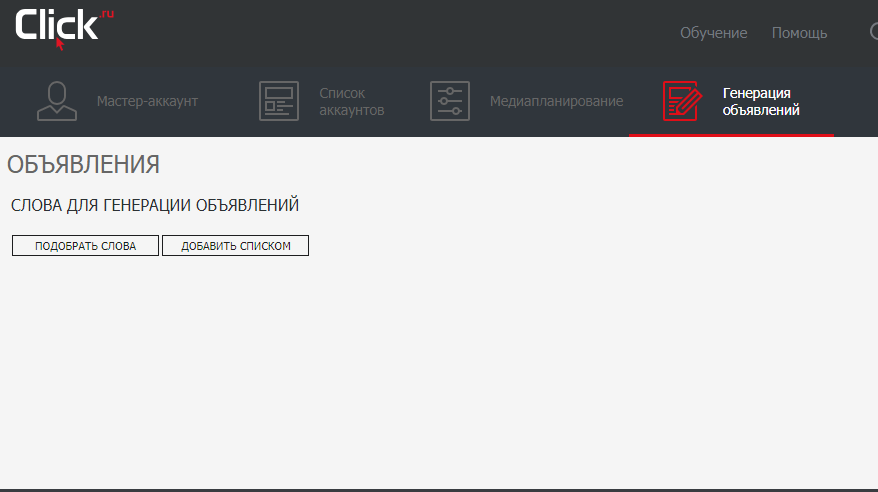 Click.ru
Обучение
Помощь
Мастер-аккаунт
Список
аккаунтов
Медиапланирование
Генерация
объявлений
ОБЪЯВЛЕНИЯ
СЛОВА ДЛЯ ГЕНЕРАЦИИ ОБЪЯВЛЕНИЙ
ПОДОБРАТЬ СЛОВА
ДОБАВИТЬ СПИСКОМ